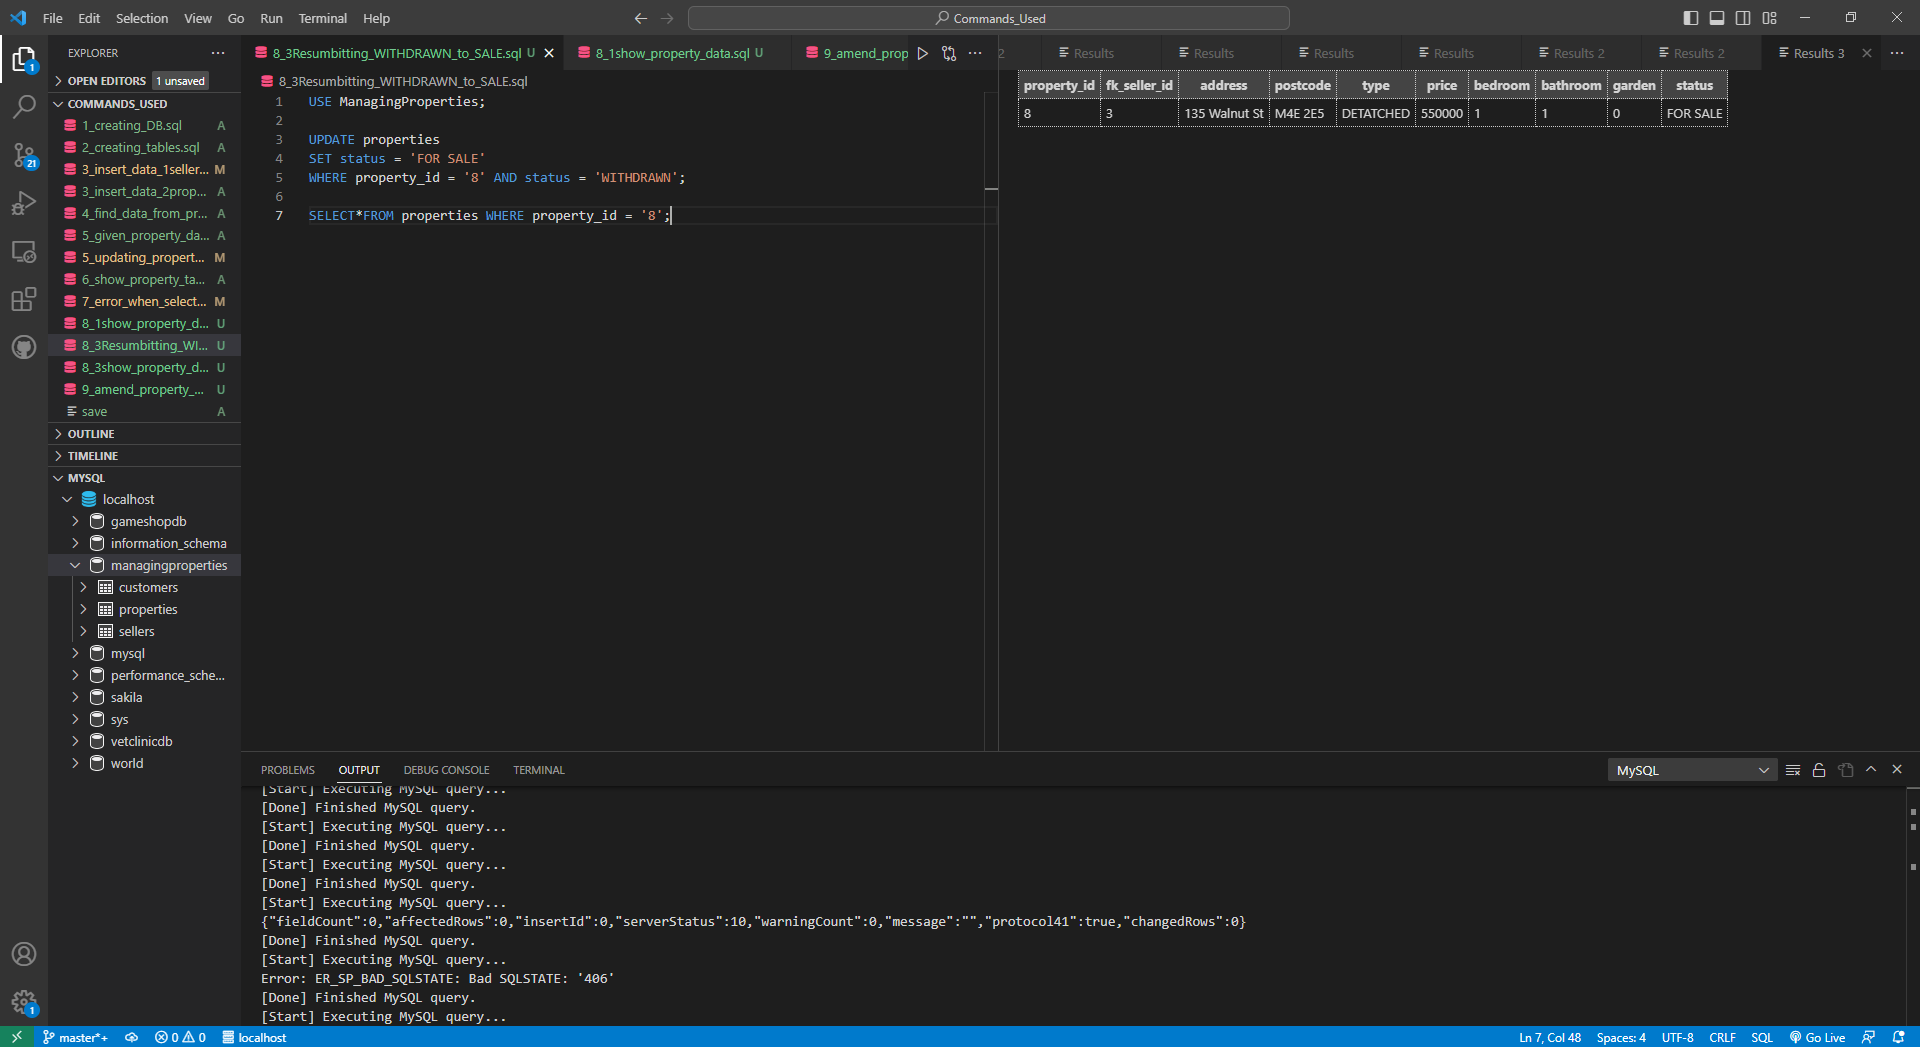 File Edit Selection View Go Run Terminal Help
Commands_Used
EXPLORER
OPEN EDITORS 1 unsaved
COMMANDS_USED
1_creating_DB.sql A
2_creating_tables.sql A
3_insert_data_1seller... M
3_insert_data_2prop... A
4_find_data_from_pr... A
5_given_property_da... A
5_updating_propert... M
6_show_property_ta... A
7_error_when_select... M
8_1show_property_d... U
8_3Resumbitting_WI... U
8_3show_property_d... U
9_amend_property_... U
save A
OUTLINE
TIMELINE
MYSQL
localhost
gameshopdb
information_schema
managingproperties
customers
properties
sellers
mysql
performance_sche...
sakila
sys
vetclinicdb
world
1
21
1
8_3Resumbitting_WITHDRAWN_to_SALE.sql U
8_1show_property_data.sql U
9_amend_prop
8_3Resumbitting_WITHDRAWN_to_SALE.sql
1 USE ManagingProperties;
2
3 UPDATE properties
4 SET status = 'FOR SALE'
5 WHERE property_id = '8' AND status = 'WITHDRAWN';
6
7 SELECT*FROM properties WHERE property_id = '8';
2 Results Results Results Results Results 2 Results 2 Results 3
property_id fk_seller_id address postcode type price bedroom bathroom garden status
8 3 135 Walnut St M4E 2E5 DETATCHED 550000 1 1 0 FOR SALE
PROBLEMS OUTPUT DEBUG CONSOLE TERMINAL
MySQL
[Start] Executing MySQL query...
[Done] Finished MySQL query.
[Start] Executing MySQL query...
[Done] Finished MySQL query.
[Start] Executing MySQL query...
[Done] Finished MySQL query.
[Start] Executing MySQL query...
{"fieldCount":0,"affectedRows":0,"insertId":0,"serverStatus":10,"warningCount":0,"message":"","protocol41":true,"changedRows":0}
[Done] Finished MySQL query.
[Start] Executing MySQL query...
Error: ER_SP_BAD_SQLSTATE: Bad SQLSTATE: '406'
[Done] Finished MySQL query.
[Start] Executing MySQL query...
master*+ 0 0 localhost
Ln 7, Col 48 Spaces: 4 UTF-8 CRLF SQL Go Live